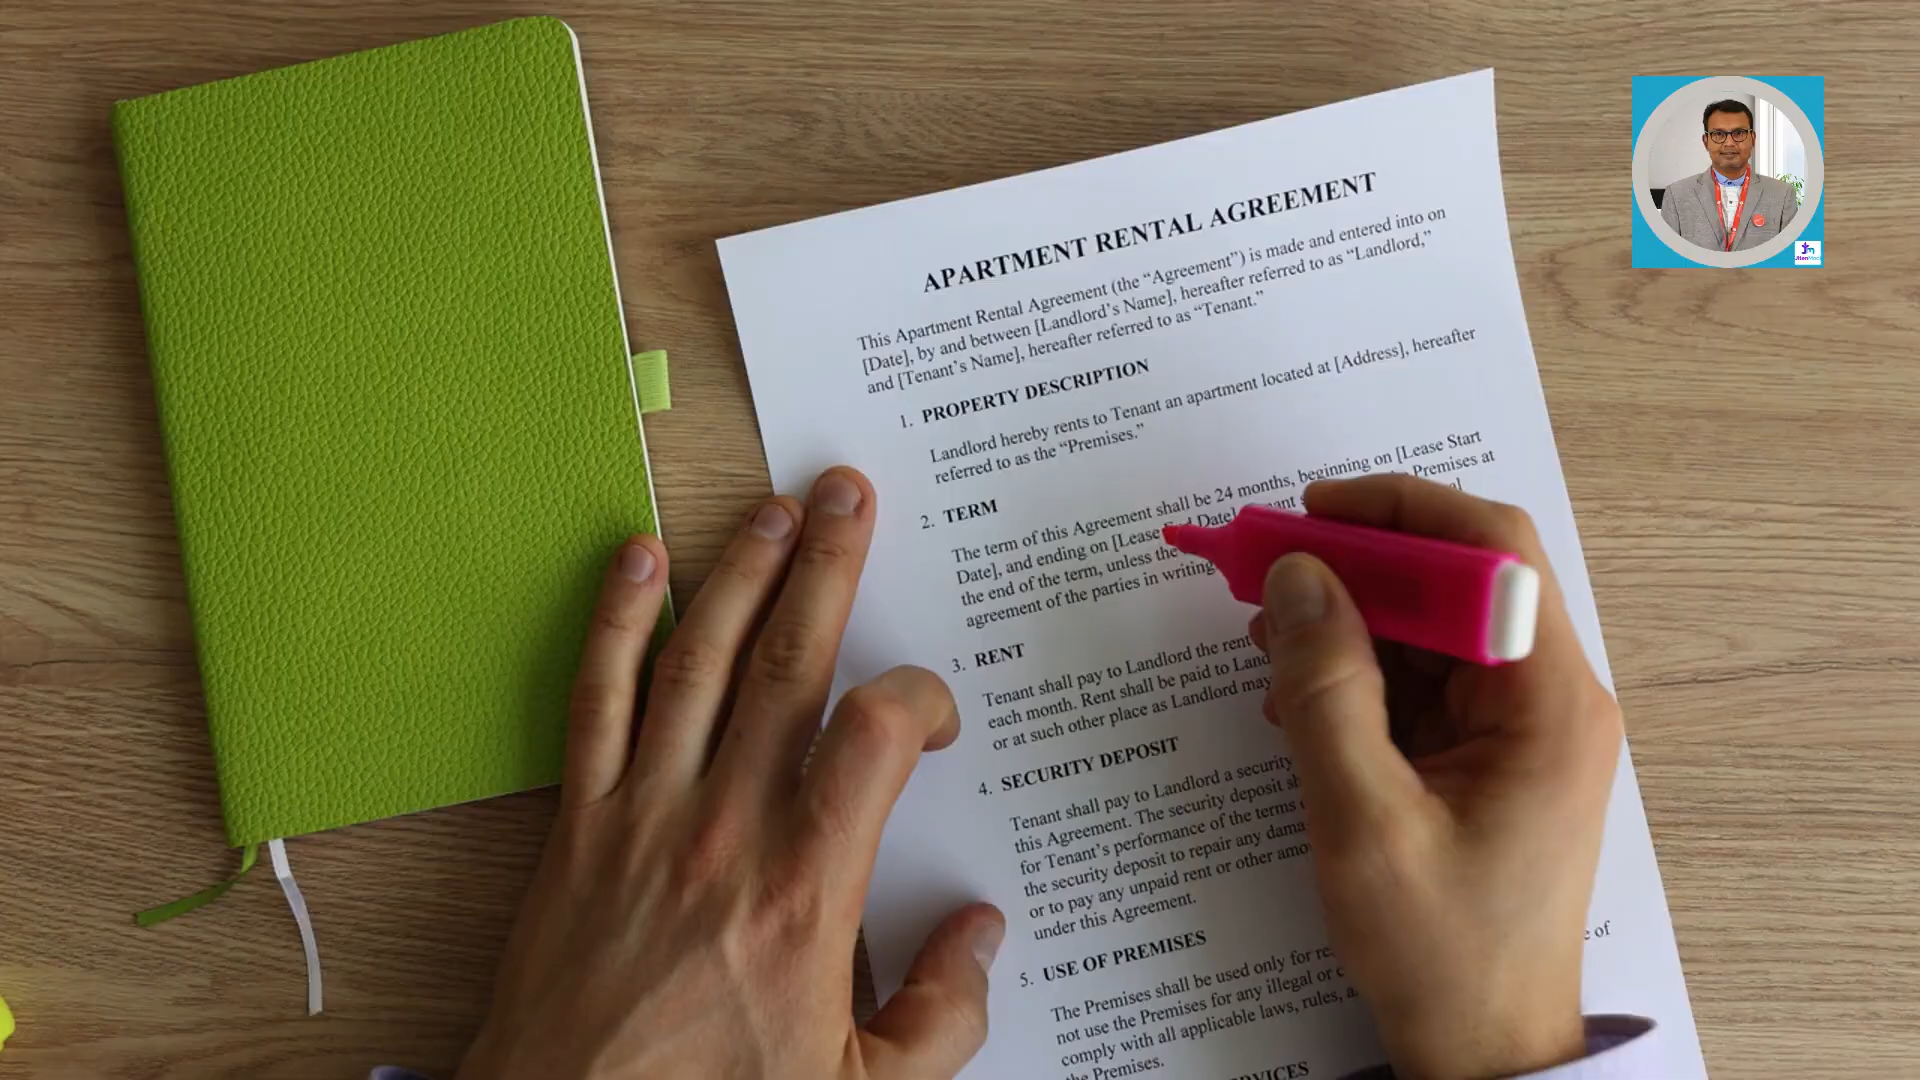 APARTMENT RENTAL AGREEMENT
This Apartment Rental Agreement (the “Agreement”) is made and entered into on
[Date], by and between [Landlord’s Name], hereafter referred to as “Landlord,”
and [Tenant’s Name], hereafter referred to as “Tenant.”
1. PROPERTY DESCRIPTION
Landlord hereby rents to Tenant an apartment located at [Address], hereafter
referred to as the “Premises.”
2. TERM
The term of this Agreement shall be 24 months, beginning on [Lease Start
Date], and ending on [Lease End Date]. Premises at
the end of the term, unless the
agreement of the parties in writing
3. RENT
Tenant shall pay to Landlord the rent
each month. Rent shall be paid to
or at such other place as Landlord may
4. SECURITY DEPOSIT
Tenant shall pay to Landlord a security
this Agreement. The security deposit
for Tenant’s performance of the terms
the security deposit to repair any
or to pay any unpaid rent or other
under this Agreement.
5. USE OF PREMISES
The Premises shall be used only for of
not use the Premises for any illegal or
comply with all applicable laws, rules,
the Premises.